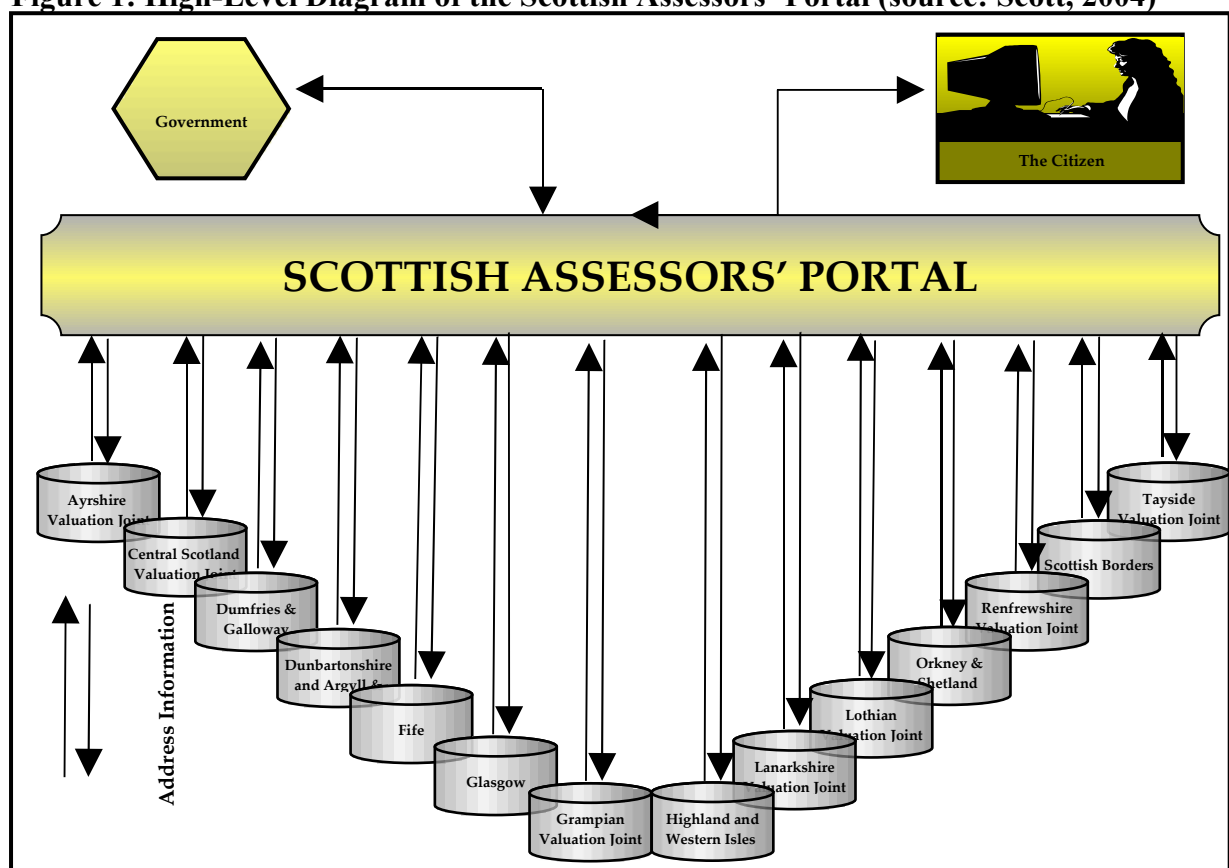 Figure 1: High-Level Diagram of the Scottish Assessors' Portal (source: Scott, 2004)
Government
The Citizen
SCOTTISH ASSESSORS' PORTAL
Ayrshire
Valuation Joint
Central Scotland
Valuation Joint
Dumfries &
Galloway
Dunbartonshire
and Argyll &
Fife
Glasgow
Grampian
Valuation Joint
Highland and
Western Isles
Lanarkshire
Valuation Joint
Lothian
Valuation Joint
Orkney &
Shetland
Renfrewshire
Valuation Joint
Scottish Borders
Tayside
Valuation Joint
Address Information